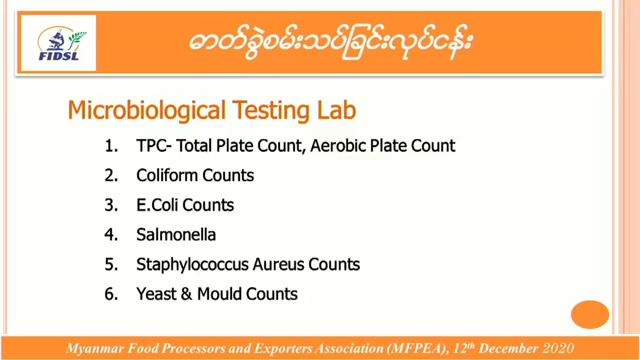 FIDSL
ဓာတ်ခွဲစမ်းသပ်ခြင်းလုပ်ငန်း
Microbiological Testing Lab
1. TPC- Total Plate Count, Aerobic Plate Count
2. Coliform Counts
3. E.Coli Counts
4. Salmonella
5. Staphylococcus Aureus Counts
6. Yeast & Mould Counts
Myanmar Food Processors and Exporters Association (MFPEA), 12th December 2020